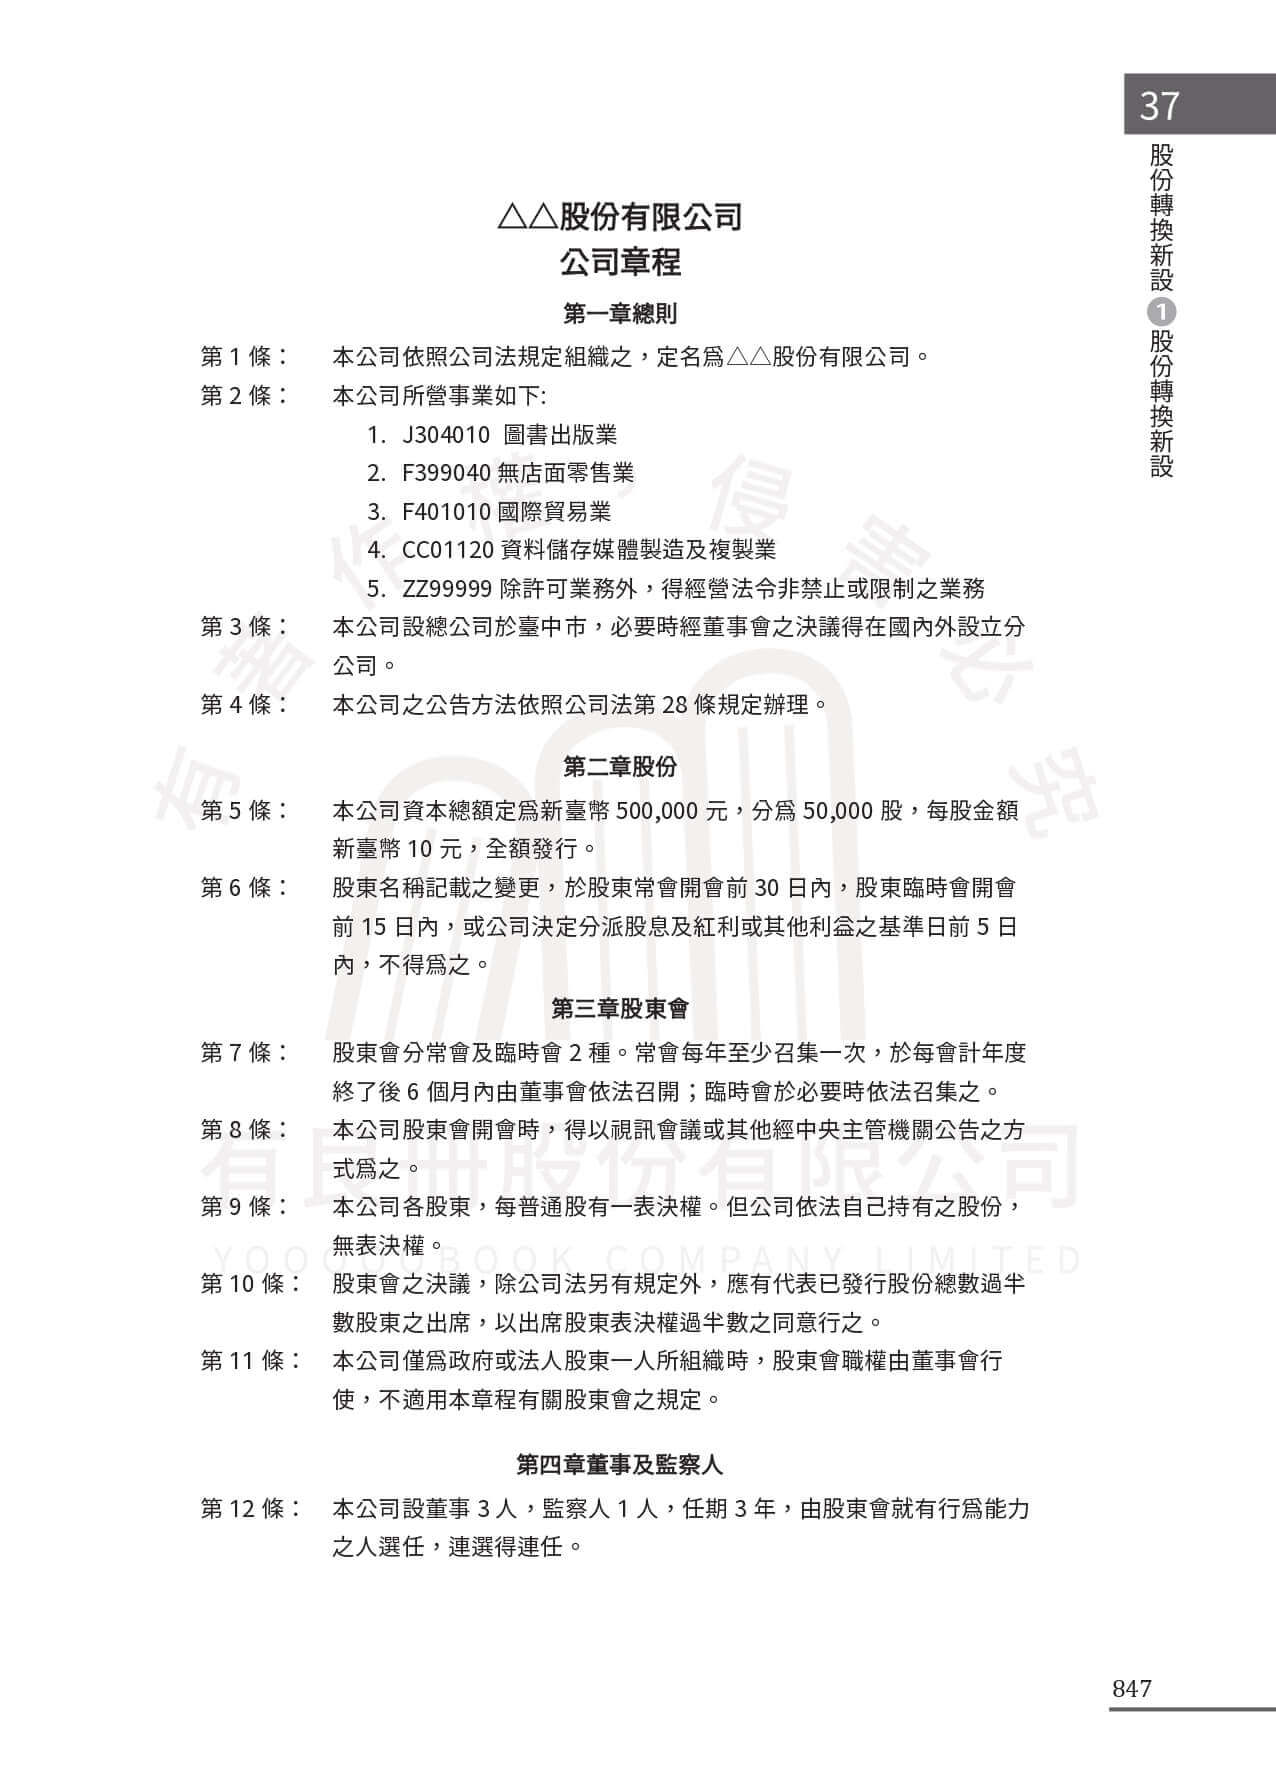 37
股份轉換新設 1 股份轉換新設
△△股份有限公司
公司章程
第一章總則
第 1 條： 本公司依照公司法規定組織之，定名為△△股份有限公司。
第 2 條： 本公司所營事業如下:
1. J304010 圖書出版業
2. F399040 無店面零售業
3. F401010 國際貿易業
4. CC01120 資料儲存媒體製造及複製業
5. ZZ99999 除許可業務外，得經營法令非禁止或限制之業務
第 3 條： 本公司設總公司於臺中市，必要時經董事會之決議得在國內外設立分
公司。
第 4 條： 本公司之公告方法依照公司法第 28 條規定辦理。
第二章股份
第 5 條： 本公司資本總額定為新臺幣 500,000 元，分為 50,000 股，每股金額
新臺幣 10 元，全額發行。
第 6 條： 股東名稱記載之變更，於股東常會開會前 30 日內，股東臨時會開會
前 15 日內，或公司決定分派股息及紅利或其他利益之基準日前 5 日
內，不得為之。
第三章股東會
第 7 條： 股東會分常會及臨時會 2 種。常會每年至少召集一次，於每會計年度
終了後 6 個月內由董事會依法召開；臨時會於必要時依法召集之。
第 8 條： 本公司股東會開會時，得以視訊會議或其他經中央主管機關公告之方
式為之。
第 9 條： 本公司各股東，每普通股有一表決權。但公司依法自己持有之股份，
無表決權。
第 10 條： 股東會之決議，除公司法另有規定外，應有代表已發行股份總數過半
數股東之出席，以出席股東表決權過半數之同意行之。
第 11 條： 本公司僅為政府或法人股東一人所組織時，股東會職權由董事會行
使，不適用本章程有關股東會之規定。
第四章董事及監察人
第 12 條： 本公司設董事 3 人，監察人 1 人，任期 3 年，由股東會就有行為能力
之人選任，連選得連任。
847
有著作權，侵害必究
有良冊股份有限公司
YOOOOOBOOK COMPANY LIMITED